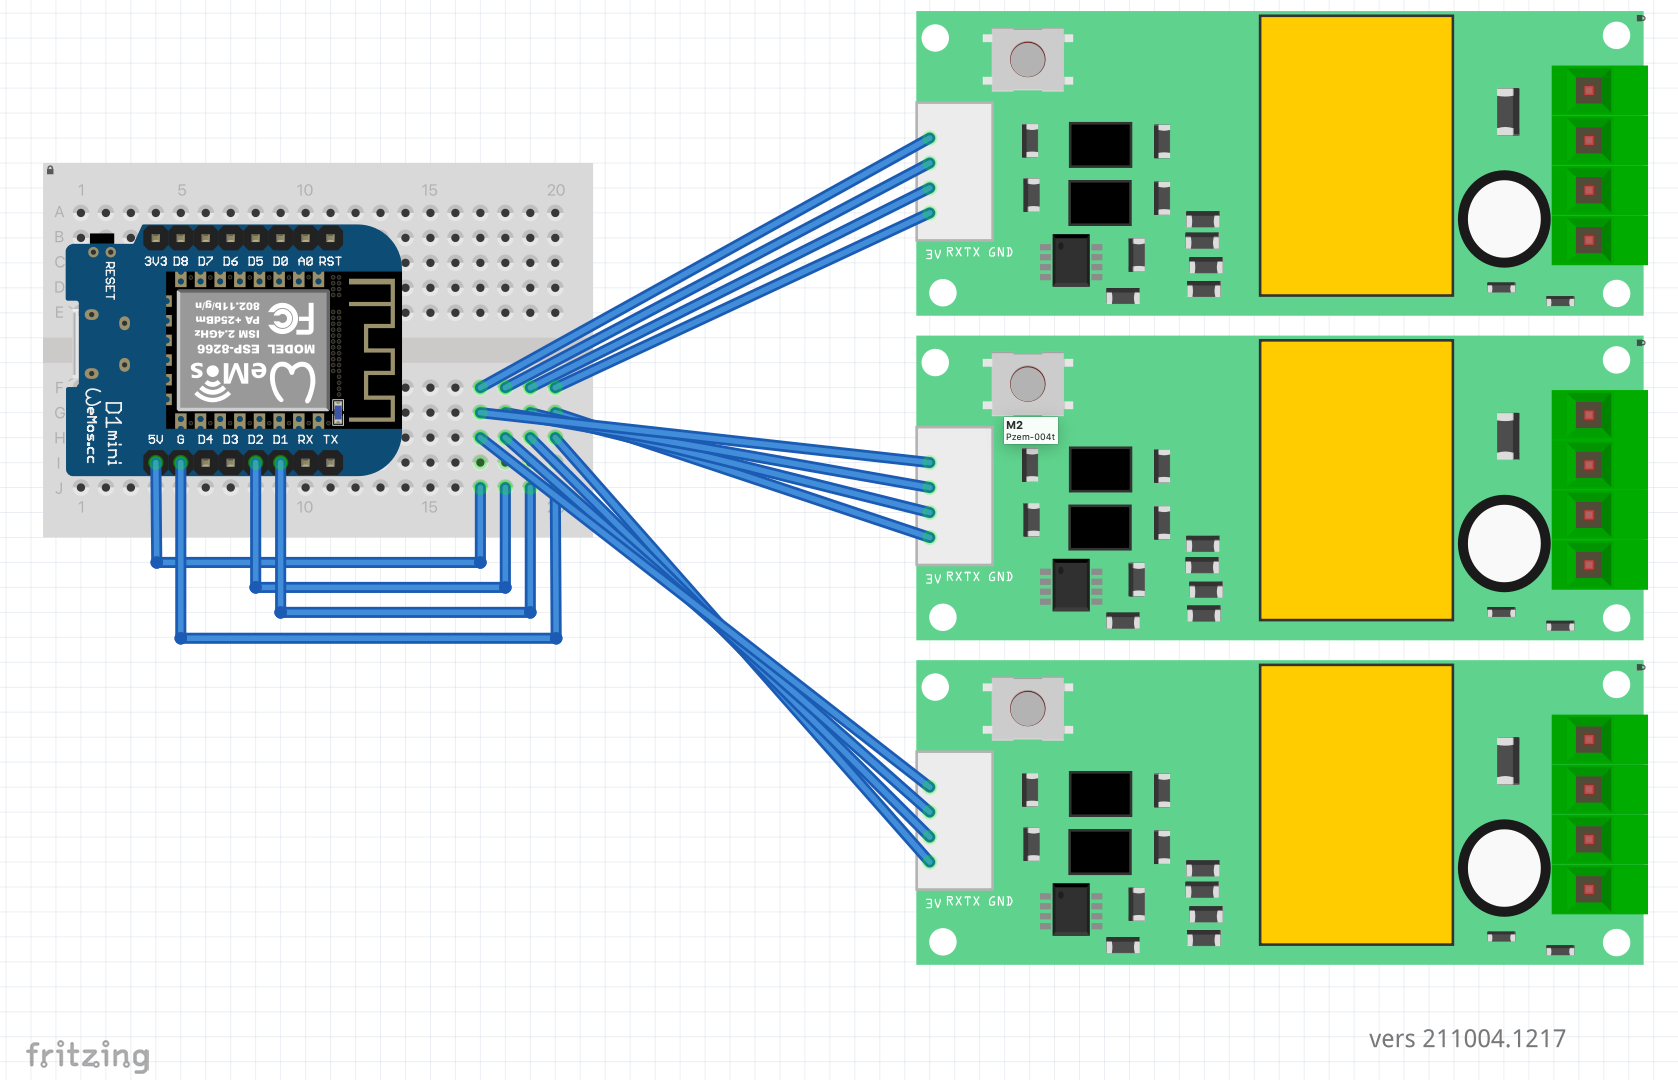 1 5 10 15 20
A
B
C
D
E
F
G
H
I
J
1 10 15
3V3 D8 D7 D6 D5 D0 A0 RST
RESET
802.11b/g/n
PA +25dBm
ISM 2.4GHz
FC
MODEL ESP-8266
WeMos
D1 mini
WeMos.cc
5V G D4 D3 D2 D1 RX TX
3V RXTX GND
M2
Pzem-004t
3V RXTX GND
3V RXTX GND
fritzing
vers 211004.1217